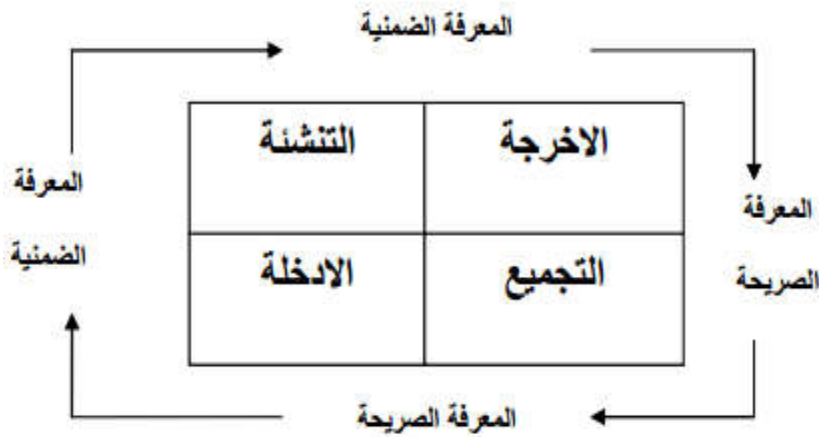 المعرفة الضمنية
الاخرجة
التنشئة
المعرفة
الصريحة
المعرفة
الضمنية
التجميع
الادخلة
المعرفة الصريحة